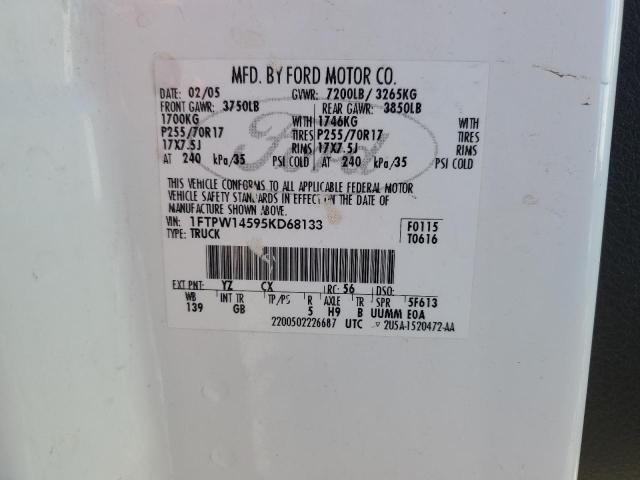 MFD. BY FORD MOTOR CO.
DATE: 02/05 GVWR: 7200LB/ 3265KG
FRONT GAWR: 3750LB REAR GAWR: 3850LB
1700KG WITH 1746KG WITH
P255/70R17 TIRES P255/70R17 TIRES
17X7.5J RIMS 17X7.5J RIMS
AT 240 kPa/35 PSI COLD AT 240 kPa/35 PSI COLD
Ford
THIS VEHICLE CONFORMS TO ALL APPLICABLE FEDERAL MOTOR
VEHICLE SAFETY STANDARDS IN EFFECT ON THE DATE OF
MANUFACTURE SHOWN ABOVE.
VIN: 1FTPW14595KD68133 F0115
TYPE: TRUCK T0616
EXT PNT: YZ CX RC: 56 DSO:
WB INT TR TP/PS R AXLE TR SPR 5F613
139 GB 5 H9 B UUMM E0A
2200502226687 UTC 2U5A-1520472-AA